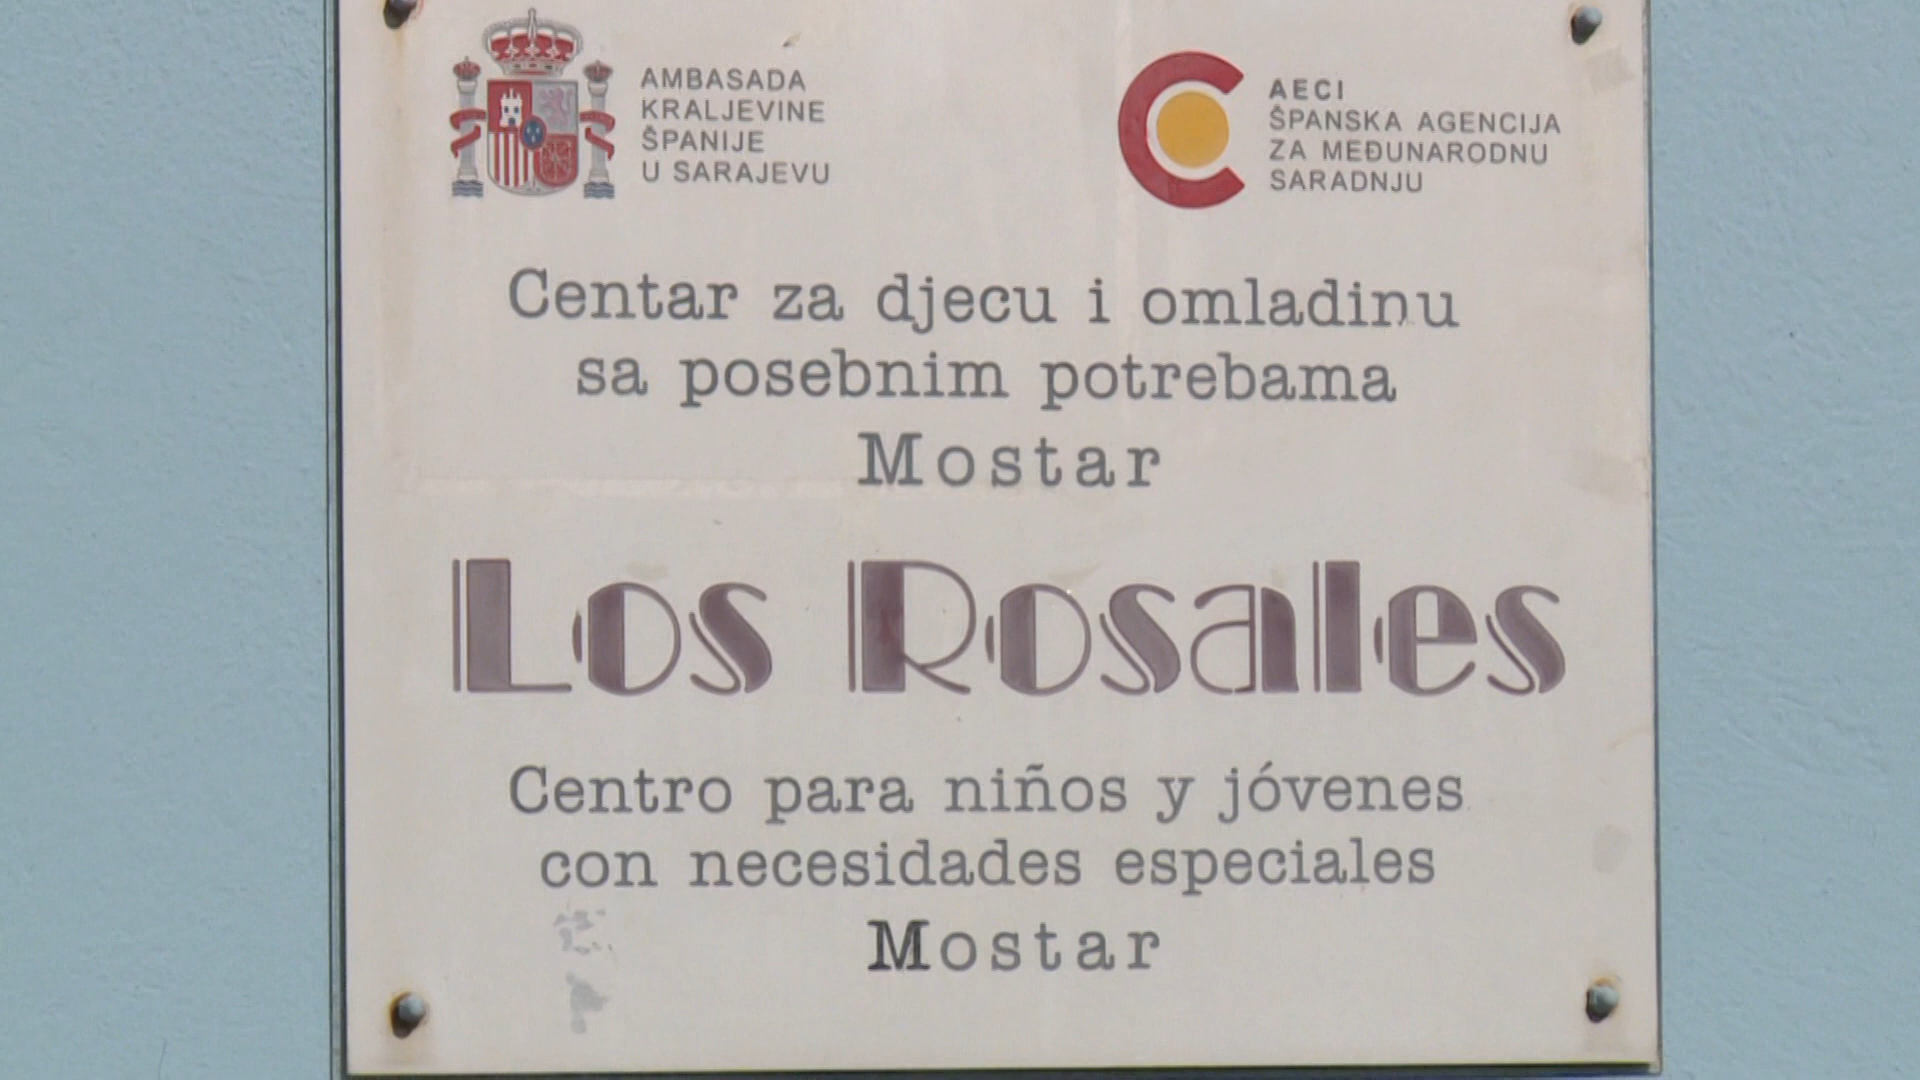 AMBASADA
KRALJEVINE
ŠPANIJE
U SARAJEVU
AECI
ŠPANSKA AGENCIJA
ZA MEĐUNARODNU
SARADNJU
Centar za djecu i omladinu
sa posebnim potrebama
Mostar
Los Rosales
Centro para niños y jóvenes
con necesidades especiales
Mostar